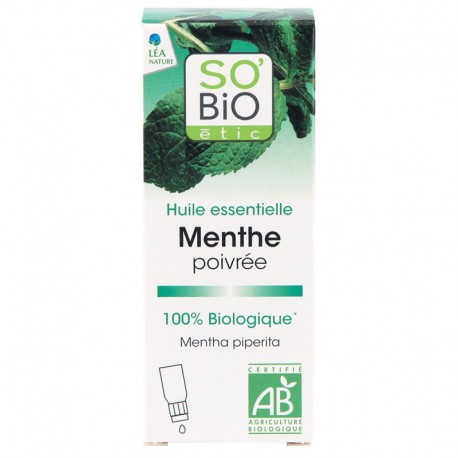 LÉA
NATURE
SO'
BiO
étic
Huile essentielle
Menthe
poivrée
100% Biologique*
Mentha piperita
CERTIFIÉ
AB
AGRICULTURE
BIOLOGIQUE